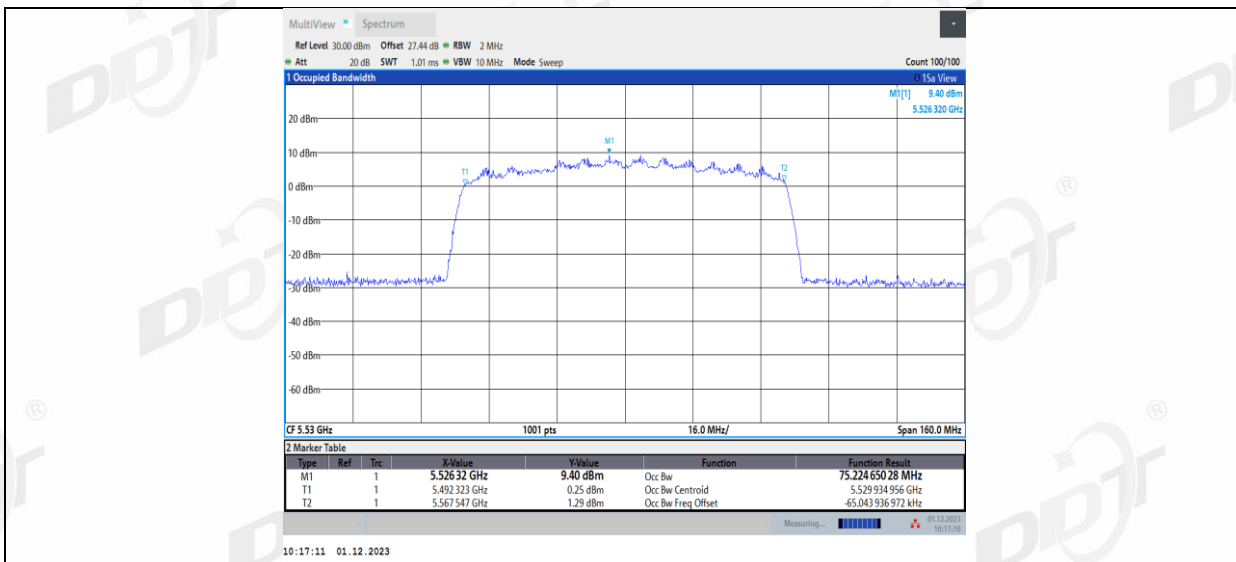 MultiView Spectrum
Ref Level 30.00 dBm Offset 27.44 dB RBW 2 MHz
Att 20 dB SWT 1.01 ms VBW 10 MHz Mode Sweep Count 100/100
1 Occupied Bandwidth 1Sa View
M1[1] 9.40 dBm
5.526 320 GHz
20 dBm
M1
10 dBm
T1 T2
0 dBm
-10 dBm
-20 dBm
-30 dBm
-40 dBm
-50 dBm
-60 dBm
CF 5.53 GHz 1001 pts 16.0 MHz/ Span 160.0 MHz
2 Marker Table
Type Ref Trc X-Value Y-Value Function Function Result
M1 1 5.526 32 GHz 9.40 dBm Occ Bw 75.224 650 28 MHz
T1 1 5.492 323 GHz 0.25 dBm Occ Bw Centroid 5.529 934 956 GHz
T2 1 5.567 547 GHz 1.29 dBm Occ Bw Freq Offset -65.043 936 972 kHz
Measuring... 01.12.2023
10:17:10
10:17:11 01.12.2023
DDT ®